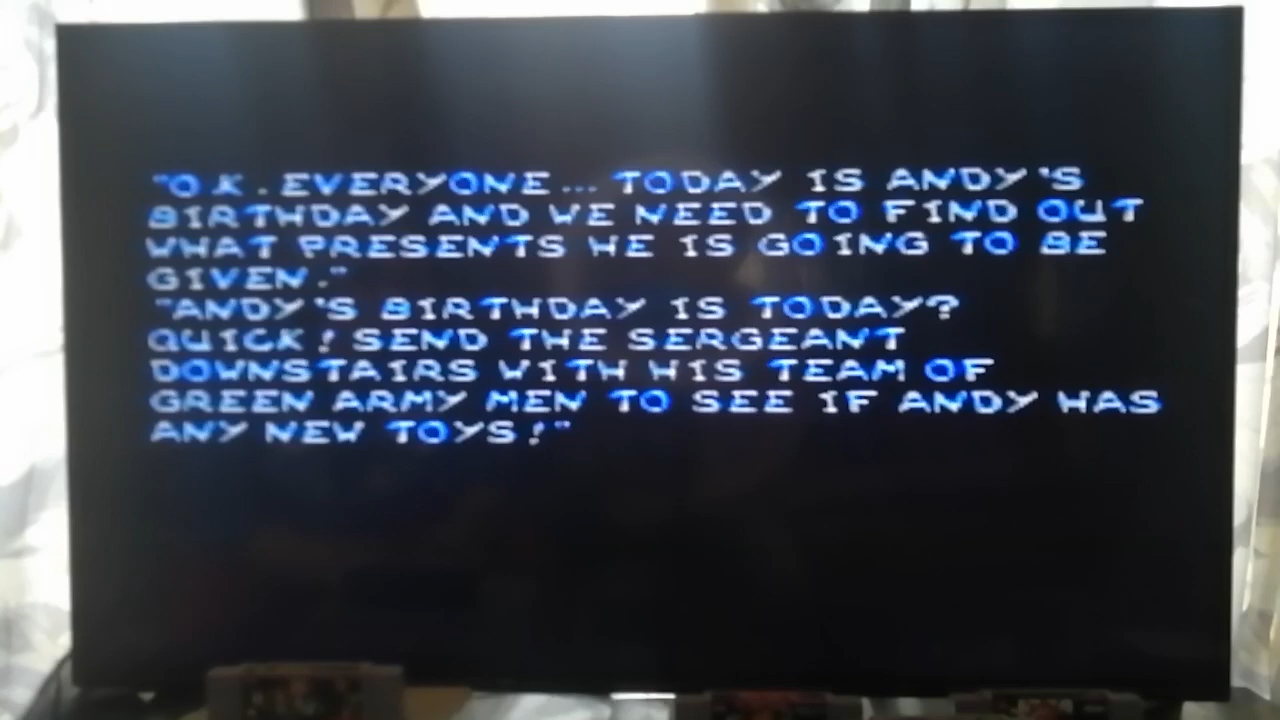 "O.K. EVERYONE... TODAY IS ANDY'S
BIRTHDAY AND WE NEED TO FIND OUT
WHAT PRESENTS HE IS GOING TO BE
GIVEN."
"ANDY'S BIRTHDAY IS TODAY?
QUICK! SEND THE SERGEANT
DOWNSTAIRS WITH HIS TEAM OF
GREEN ARMY MEN TO SEE IF ANDY HAS
ANY NEW TOYS!"